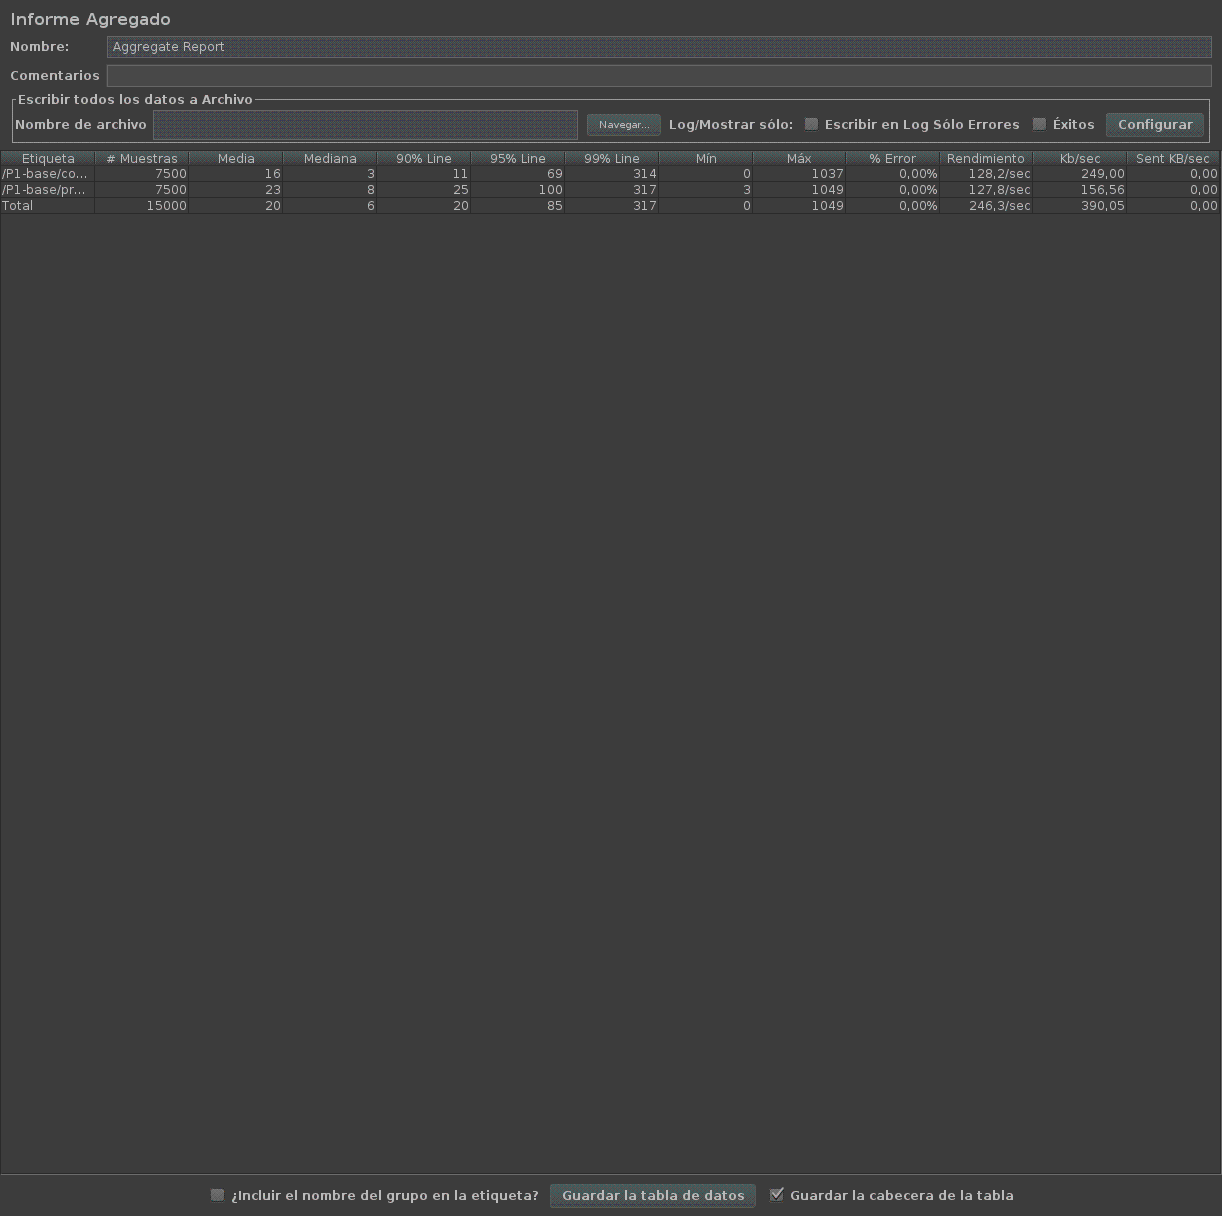 Informe Agregado
Nombre: Aggregate Report
Comentarios
Escribir todos los datos a Archivo
Nombre de archivo Navegar... Log/Mostrar sólo: Escribir en Log Sólo Errores Éxitos Configurar
Etiqueta # Muestras Media Mediana 90% Line 95% Line 99% Line Mín Máx % Error Rendimiento Kb/sec Sent KB/sec
/P1-base/co... 7500 16 3 11 69 314 0 1037 0,00% 128,2/sec 249,00 0,00
/P1-base/pr... 7500 23 8 25 100 317 3 1049 0,00% 127,8/sec 156,56 0,00
Total 15000 20 6 20 85 317 0 1049 0,00% 246,3/sec 390,05 0,00
¿Incluir el nombre del grupo en la etiqueta? Guardar la tabla de datos Guardar la cabecera de la tabla